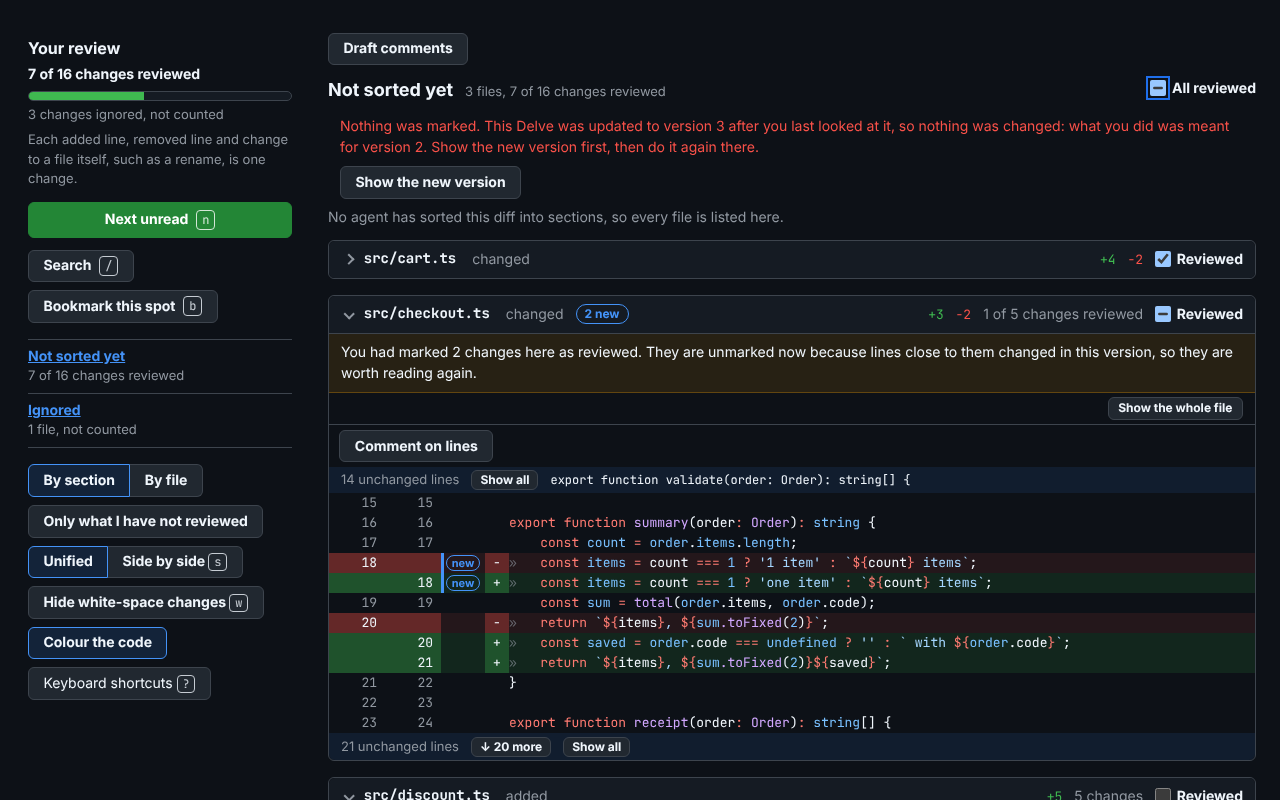 Your review
7 of 16 changes reviewed
3 changes ignored, not counted
Each added line, removed line and change
to a file itself, such as a rename, is one
change.
Next unread n
Search /
Bookmark this spot b
Not sorted yet
7 of 16 changes reviewed
Ignored
1 file, not counted
By section By file
Only what I have not reviewed
Unified Side by side s
Hide white-space changes w
Colour the code
Keyboard shortcuts ?
Draft comments
Not sorted yet 3 files, 7 of 16 changes reviewed All reviewed
Nothing was marked. This Delve was updated to version 3 after you last looked at it, so nothing was changed: what you did was meant
for version 2. Show the new version first, then do it again there.
Show the new version
No agent has sorted this diff into sections, so every file is listed here.
src/cart.ts changed +4 -2 Reviewed
src/checkout.ts changed 2 new +3 -2 1 of 5 changes reviewed Reviewed
You had marked 2 changes here as reviewed. They are unmarked now because lines close to them changed in this version, so they are
worth reading again.
Show the whole file
Comment on lines
14 unchanged lines Show all export function validate(order: Order): string[] {
15 15
16 16 export function summary(order: Order): string {
17 17 const count = order.items.length;
18 new - » const items = count === 1 ? '1 item' : `${count} items`;
18 new + » const items = count === 1 ? 'one item' : `${count} items`;
19 19 const sum = total(order.items, order.code);
20 - » return `${items}, ${sum.toFixed(2)}`;
20 + » const saved = order.code === undefined ? '' : ` with ${order.code}`;
21 + » return `${items}, ${sum.toFixed(2)}${saved}`;
21 22 }
22 23
23 24 export function receipt(order: Order): string[] {
21 unchanged lines ↓ 20 more Show all
src/discount.ts added +5 5 changes Reviewed